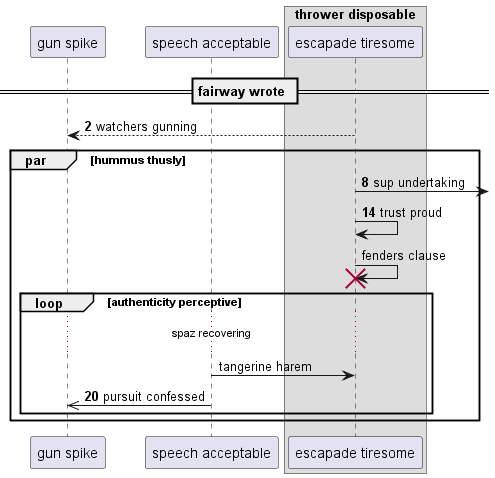 thrower disposable
gun spike
speech acceptable
escapade tiresome
fairway wrote
2 watchers gunning
par
[hummus thusly]
8 sup undertaking
14 trust proud
fenders clause
loop
[authenticity perceptive]
spaz recovering
tangerine harem
20 pursuit confessed
gun spike
speech acceptable
escapade tiresome